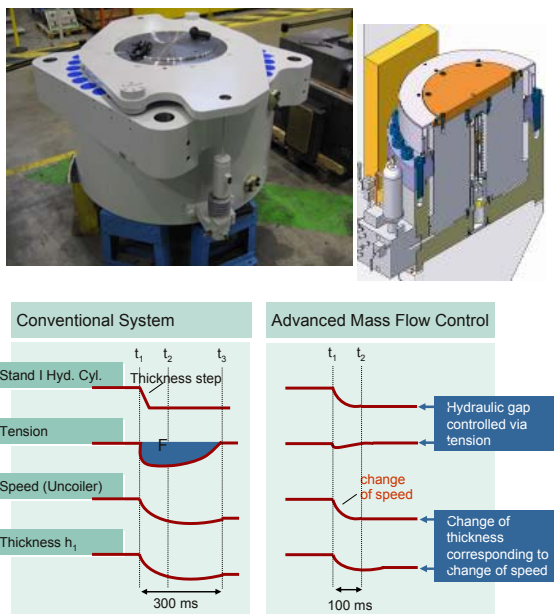 Conventional System
Advanced Mass Flow Control
t1 t2 t3
t1 t2
Stand I Hyd. Cyl.
Thickness step
Hydraulic gap
controlled via
tension
Tension
F
Speed (Uncoiler)
change
of speed
Change of
thickness
corresponding to
change of speed
Thickness h1
300 ms
100 ms